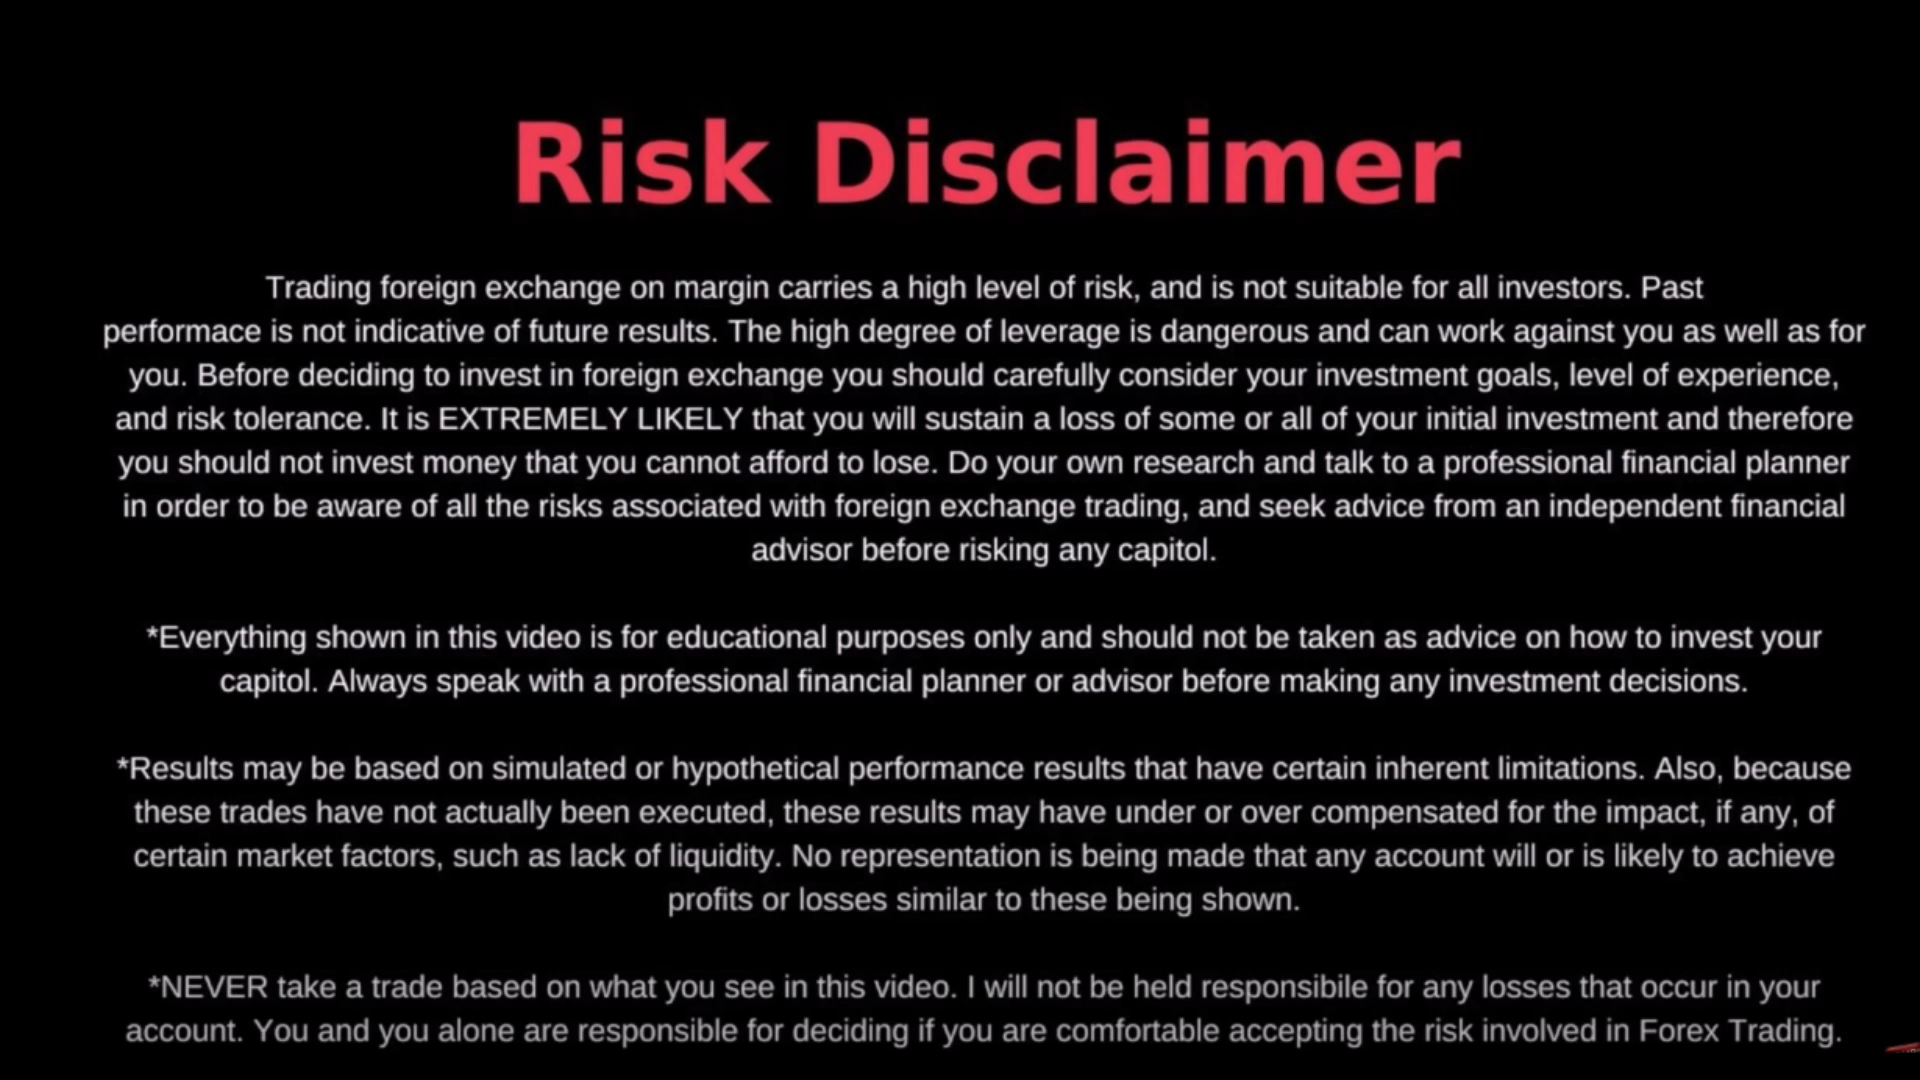 Risk Disclaimer
Trading foreign exchange on margin carries a high level of risk, and is not suitable for all investors. Past
performace is not indicative of future results. The high degree of leverage is dangerous and can work against you as well as for
you. Before deciding to invest in foreign exchange you should carefully consider your investment goals, level of experience,
and risk tolerance. It is EXTREMELY LIKELY that you will sustain a loss of some or all of your initial investment and therefore
you should not invest money that you cannot afford to lose. Do your own research and talk to a professional financial planner
in order to be aware of all the risks associated with foreign exchange trading, and seek advice from an independent financial
advisor before risking any capitol.
*Everything shown in this video is for educational purposes only and should not be taken as advice on how to invest your
capitol. Always speak with a professional financial planner or advisor before making any investment decisions.
*Results may be based on simulated or hypothetical performance results that have certain inherent limitations. Also, because
these trades have not actually been executed, these results may have under or over compensated for the impact, if any, of
certain market factors, such as lack of liquidity. No representation is being made that any account will or is likely to achieve
profits or losses similar to these being shown.
*NEVER take a trade based on what you see in this video. I will not be held responsibile for any losses that occur in your
account. You and you alone are responsible for deciding if you are comfortable accepting the risk involved in Forex Trading.